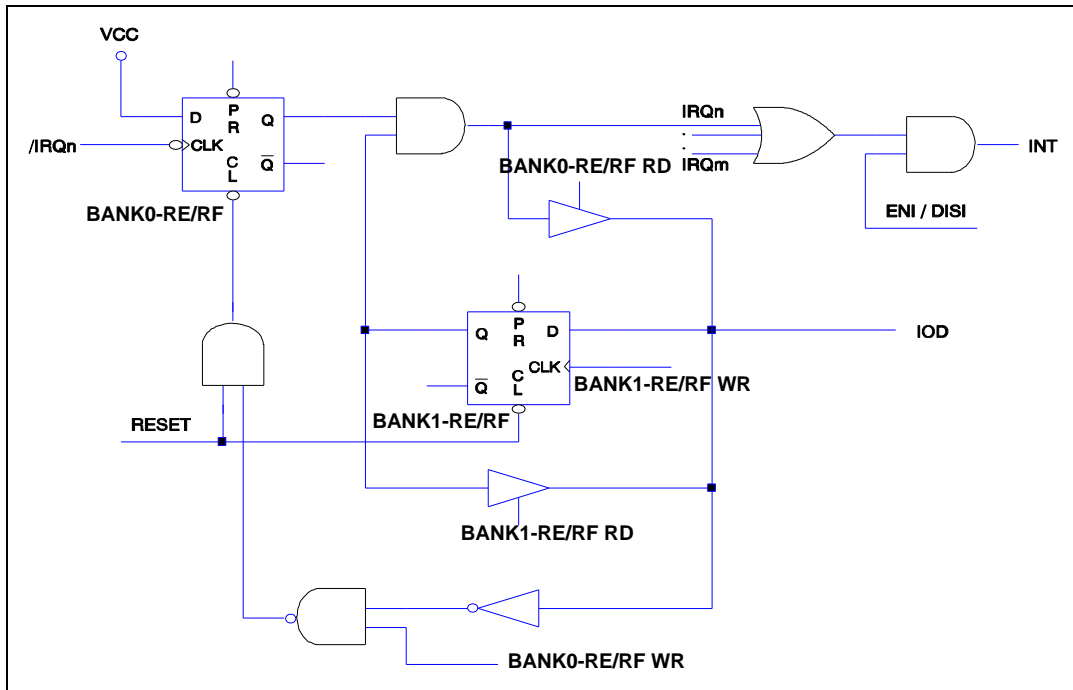 VCC
D
P
R
Q
/IRQn
CLK
C
L
Q
BANK0-RE/RF
IRQn
.
.
IRQm
INT
BANK0-RE/RF RD
ENI / DISI
Q
P
R
D
IOD
CLK
Q
C
L
BANK1-RE/RF WR
BANK1-RE/RF
RESET
BANK1-RE/RF RD
BANK0-RE/RF WR